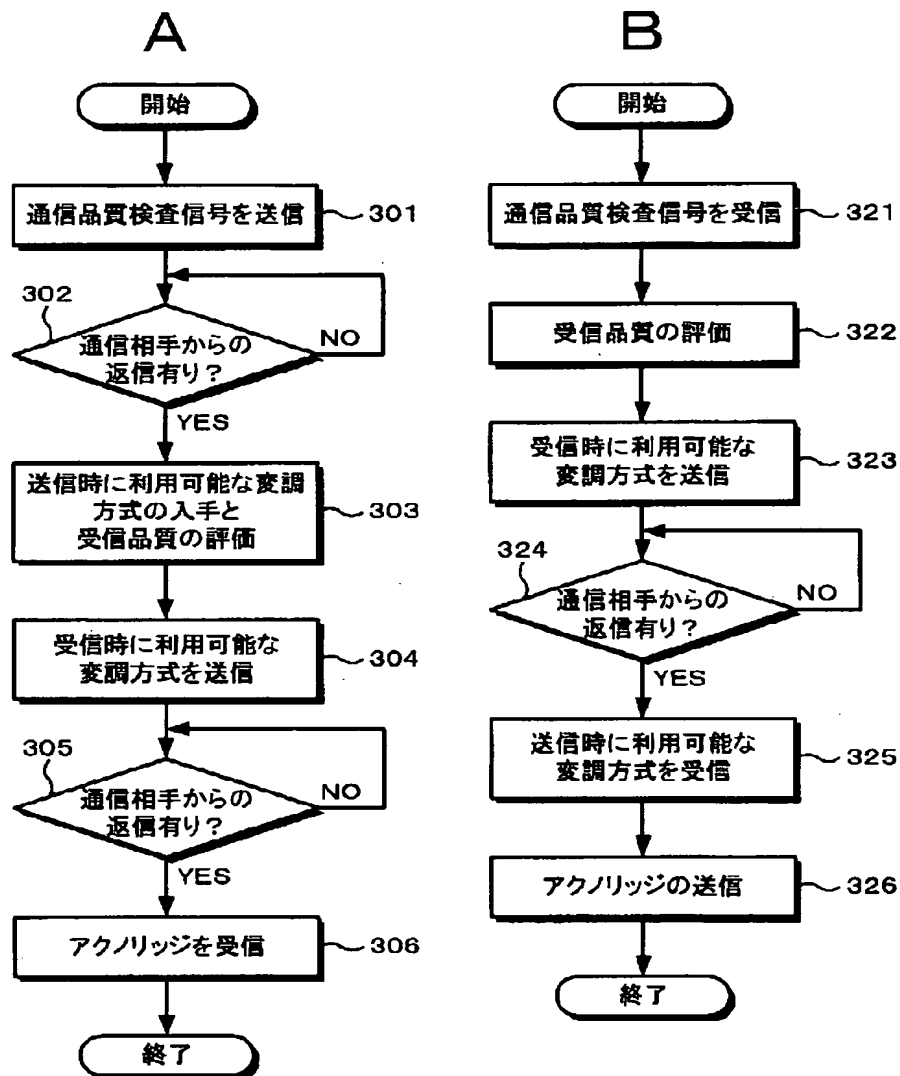 A
開始
通信品質検査信号を送信
301
302
通信相手からの
返信有り？
NO
YES
送信時に利用可能な変調
方式の入手と
受信品質の評価
303
受信時に利用可能な
変調方式を送信
304
305
通信相手からの
返信有り？
NO
YES
アクノリッジを受信
306
終了
B
開始
通信品質検査信号を受信
321
受信品質の評価
322
受信時に利用可能な
変調方式を送信
323
324
通信相手からの
返信有り？
NO
YES
送信時に利用可能な
変調方式を受信
325
アクノリッジの送信
326
終了